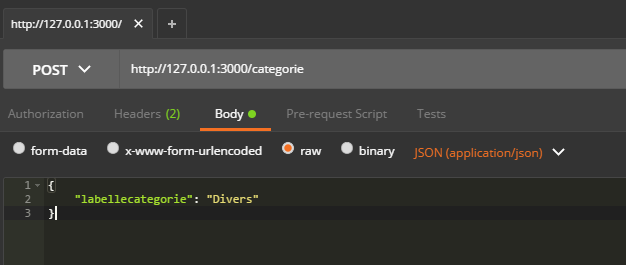 http://127.0.0.1:3000/
POST http://127.0.0.1:3000/categorie
Authorization Headers (2) Body Pre-request Script Tests
form-data x-www-form-urlencoded raw binary JSON (application/json)
1 {
2 "labellecategorie": "Divers"
3 }